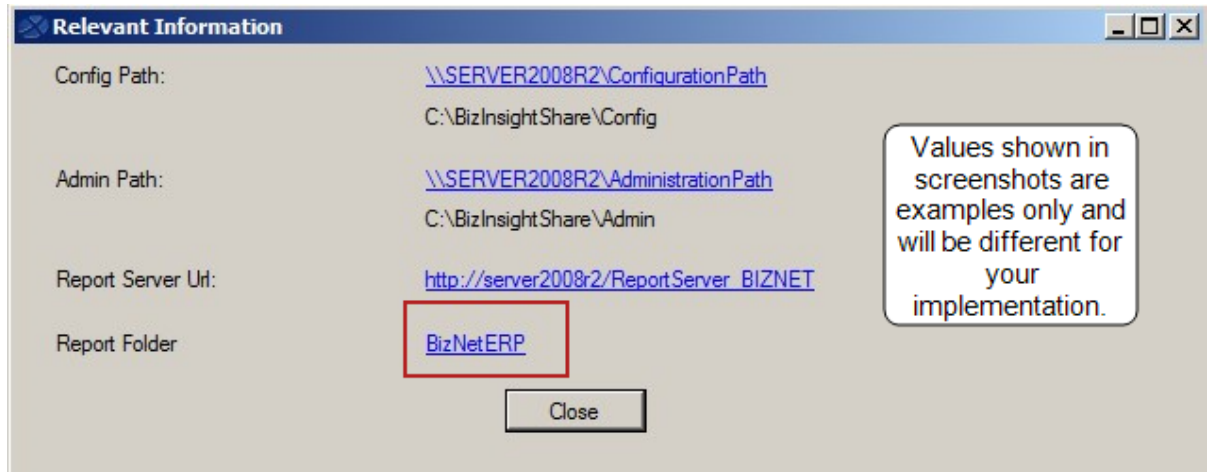 Relevant Information
Config Path:
\\SERVER2008R2\ConfigurationPath
C:\BizInsightShare\Config
Admin Path:
\\SERVER2008R2\AdministrationPath
C:\BizInsightShare\Admin
Report Server Url:
http://server2008r2/ReportServer_BIZNET
Report Folder
BizNetERP
Close
Values shown in
screenshots are
examples only and
will be different for
your
implementation.